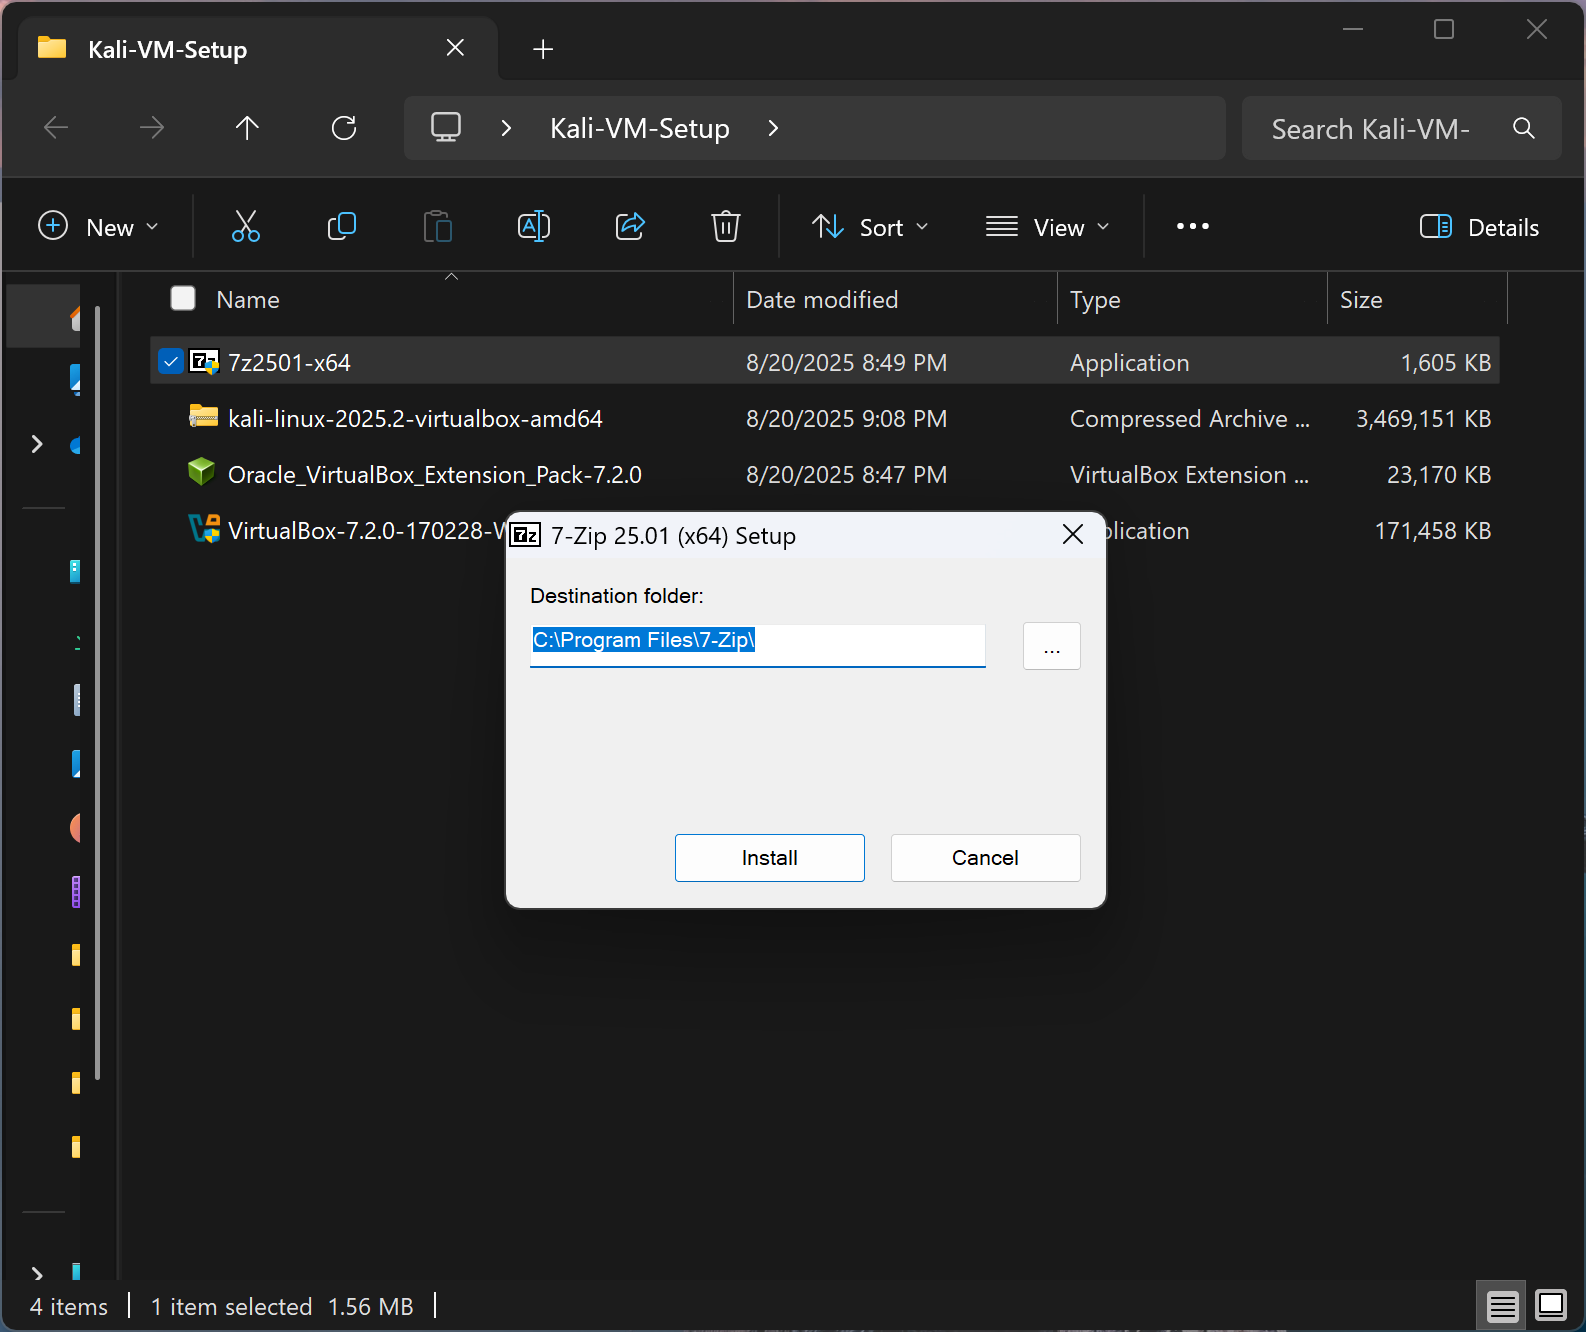 Kali-VM-Setup
Kali-VM-Setup
Search Kali-VM-
New
Sort
View
Details
Name Date modified Type Size
7z2501-x64 8/20/2025 8:49 PM Application 1,605 KB
kali-linux-2025.2-virtualbox-amd64 8/20/2025 9:08 PM Compressed Archive ... 3,469,151 KB
Oracle_VirtualBox_Extension_Pack-7.2.0 8/20/2025 8:47 PM VirtualBox Extension ... 23,170 KB
VirtualBox-7.2.0-170228-W plication 171,458 KB
7z 7-Zip 25.01 (x64) Setup
Destination folder:
C:\Program Files\7-Zip\
...
Install
Cancel
4 items 1 item selected 1.56 MB